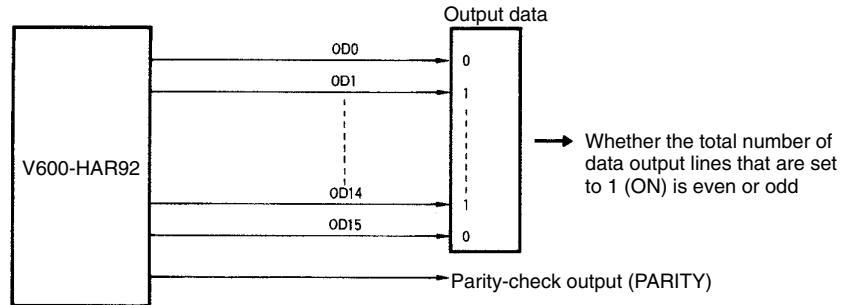 Output data
OD0
0
OD1
1
V600-HAR92
Whether the total number of
data output lines that are set
to 1 (ON) is even or odd
OD14
1
OD15
0
Parity-check output (PARITY)